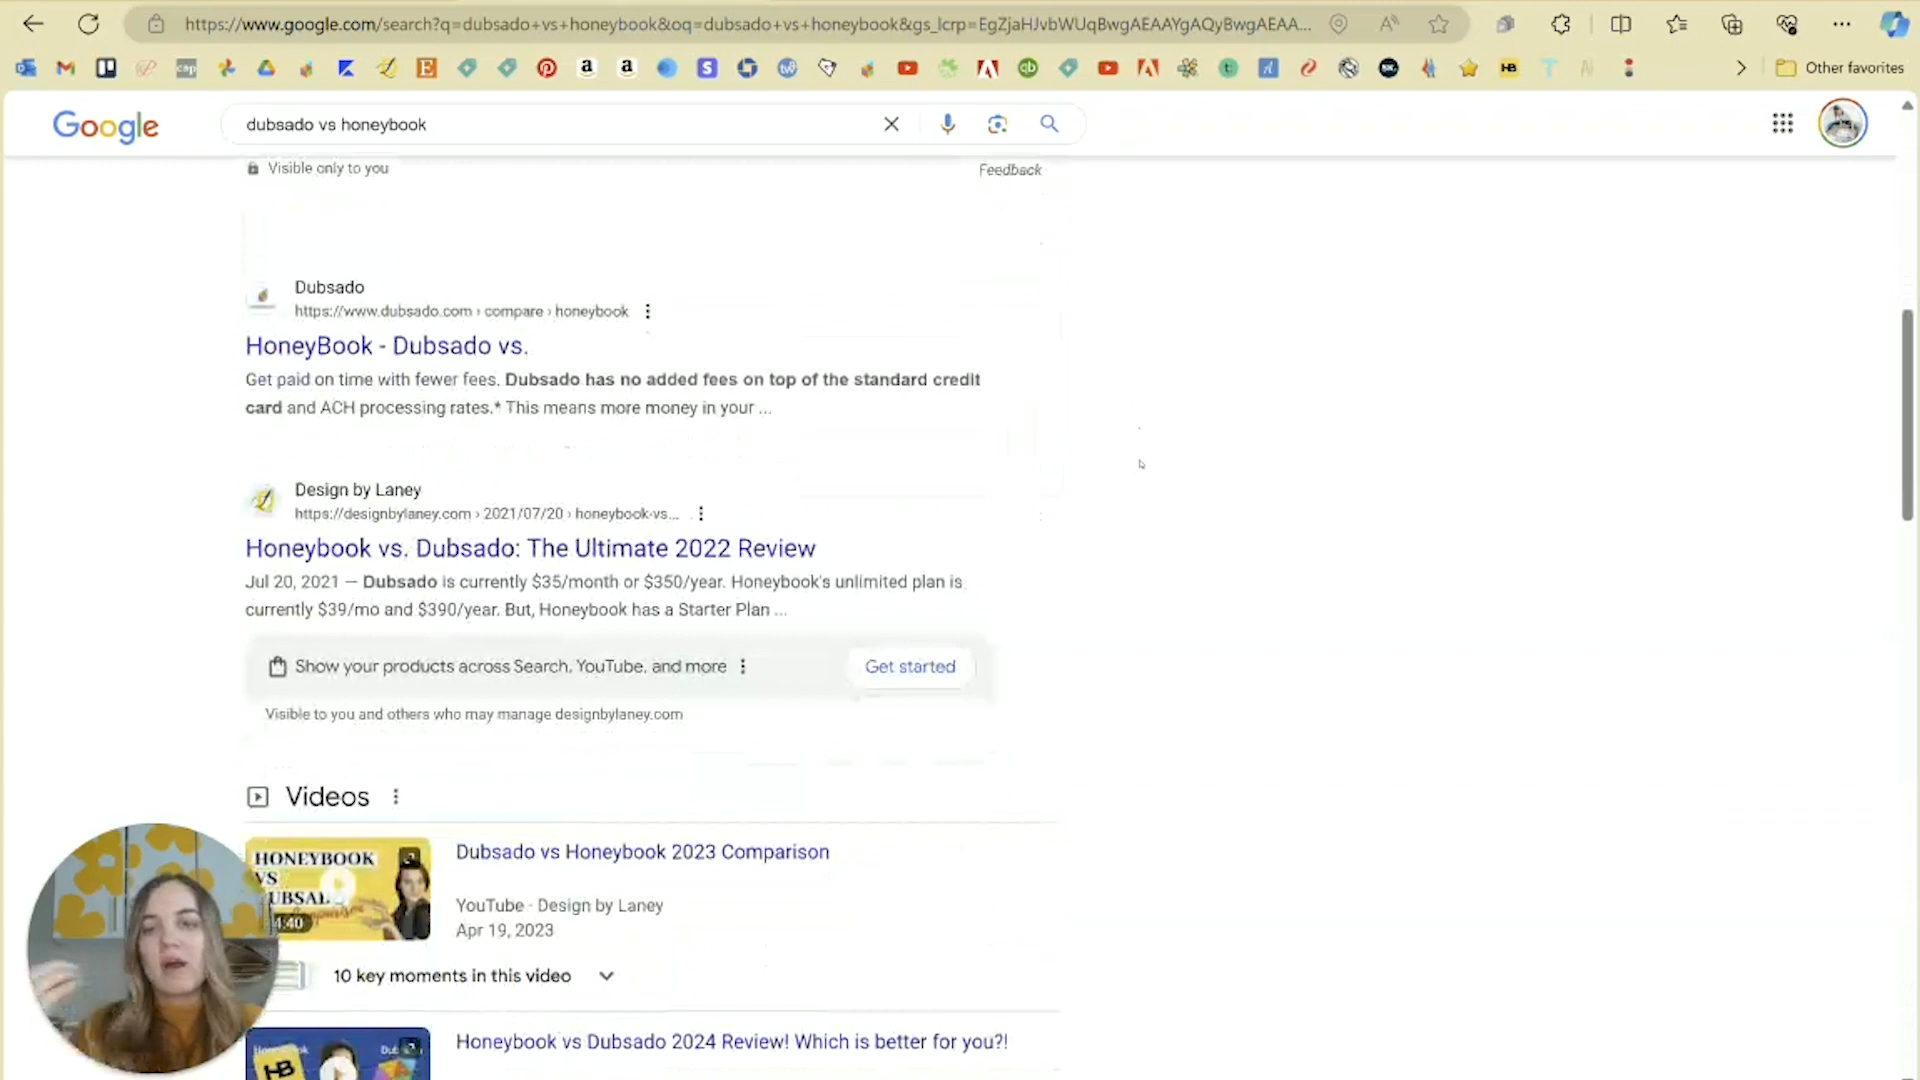 https://www.google.com/search?q=dubsado+vs+honeybook&oq=dubsado+vs+honeybook&gs_lcrp=EgZjaHJvbWUqBwgAEAAYgAQyBwgAEAA...
Other favorites
Google
dubsado vs honeybook
Visible only to you
Feedback
Dubsado
https://www.dubsado.com › compare › honeybook
HoneyBook - Dubsado vs.
Get paid on time with fewer fees. Dubsado has no added fees on top of the standard credit
card and ACH processing rates.* This means more money in your ...
Design by Laney
https://designbylaney.com › 2021/07/20 › honeybook-vs...
Honeybook vs. Dubsado: The Ultimate 2022 Review
Jul 20, 2021 — Dubsado is currently $35/month or $350/year. Honeybook's unlimited plan is
currently $39/mo and $390/year. But, Honeybook has a Starter Plan ...
Show your products across Search, YouTube, and more
Get started
Visible to you and others who may manage designbylaney.com
Videos
HONEYBOOK
VS
UBSAD
4:40
Dubsado vs Honeybook 2023 Comparison
YouTube · Design by Laney
Apr 19, 2023
10 key moments in this video
HB
Honeybook vs Dubsado 2024 Review! Which is better for you?!